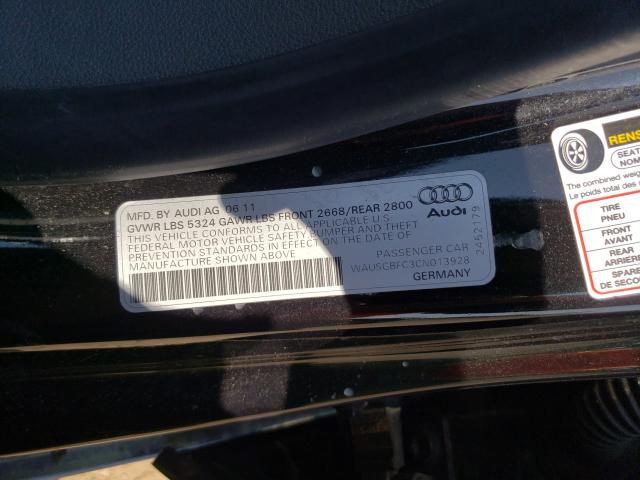 MFD. BY AUDI AG 06 11
GVWR LBS 5324 GAWR LBS FRONT 2668/REAR 2800
THIS VEHICLE CONFORMS TO ALL APPLICABLE U.S.
FEDERAL MOTOR VEHICLE SAFETY BUMPER AND THEFT
PREVENTION STANDARDS IN EFFECT ON THE DATE OF
MANUFACTURE SHOWN ABOVE
Audi
PASSENGER CAR
WAUSGBFC3CN013928
GERMANY
2452179
RENS
SEAT
NOM
The combined weig
Le poids total des
TIRE
PNEU
FRONT
AVANT
REAR
ARRIERE
SPARE
DE SECO